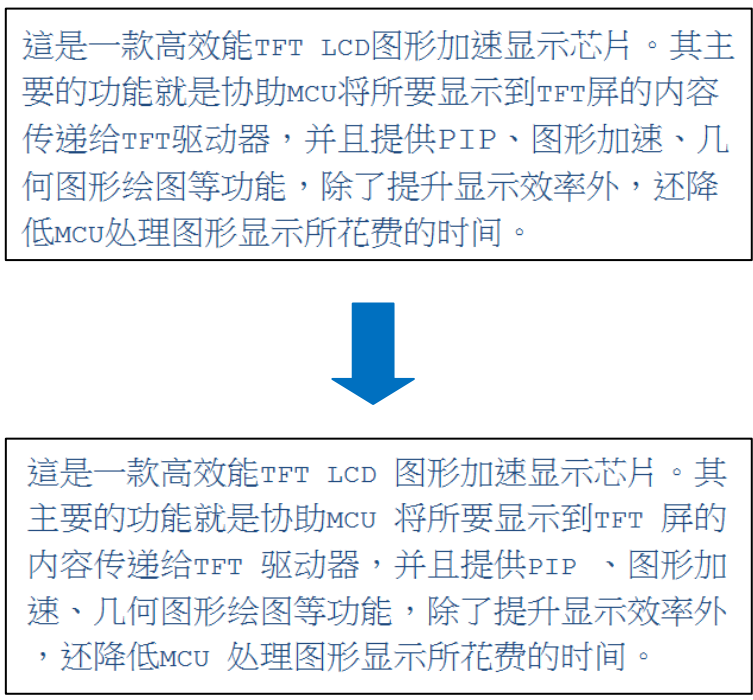 這是一款高效能TFT LCD图形加速显示芯片。其主
要的功能就是协助MCU将所要显示到TFT屏的内容
传递给TFT驱动器，并且提供PIP、图形加速、几
何图形绘图等功能，除了提升显示效率外，还降
低MCU处理图形显示所花费的时间。
這是一款高效能TFT LCD 图形加速显示芯片。其
主要的功能就是协助MCU 将所要显示到TFT 屏的
内容传递给TFT 驱动器，并且提供PIP 、图形加
速、几何图形绘图等功能，除了提升显示效率外
，还降低MCU 处理图形显示所花费的时间。